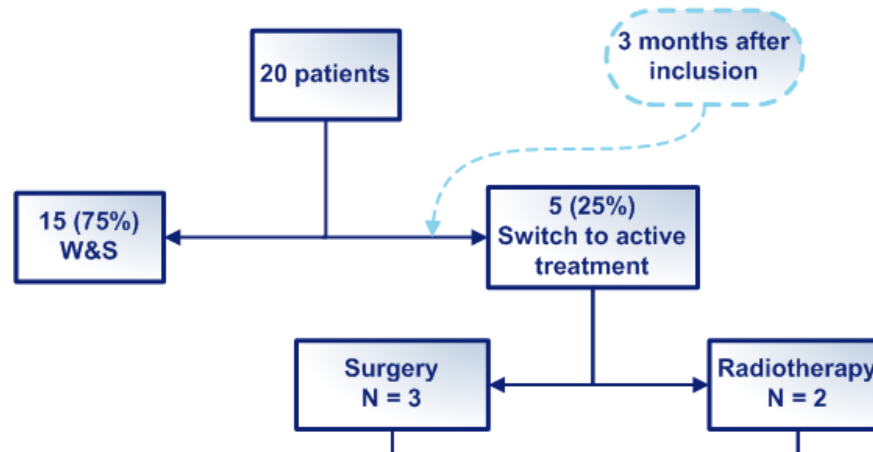 3 months after
inclusion
20 patients
15 (75%)
W&S
5 (25%)
Switch to active
treatment
Surgery
N = 3
Radiotherapy
N = 2